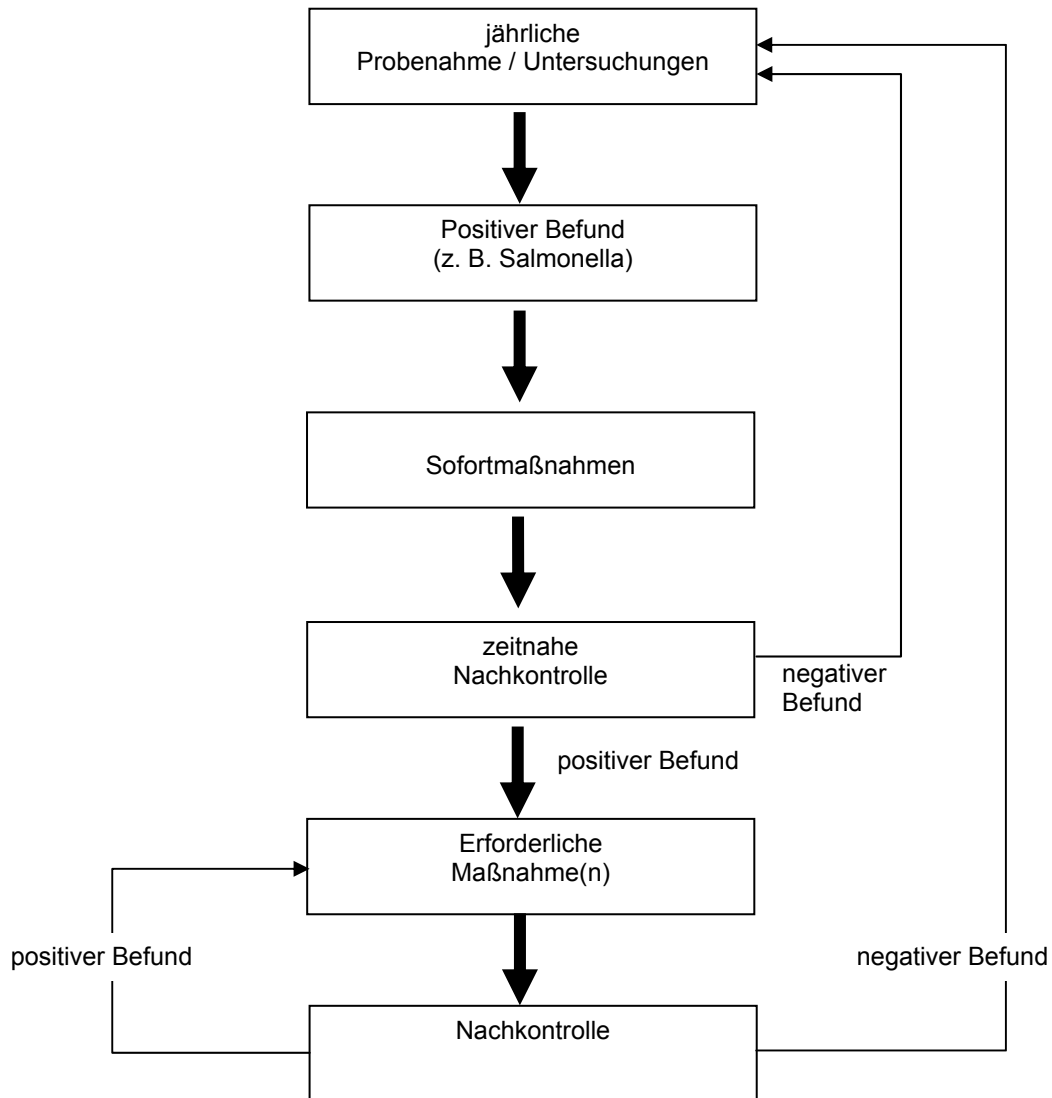 jährliche
Probenahme / Untersuchungen
Positiver Befund
(z. B. Salmonella)
Sofortmaßnahmen
zeitnahe
Nachkontrolle
negativer
Befund
positiver Befund
Erforderliche
Maßnahme(n)
positiver Befund
negativer Befund
Nachkontrolle